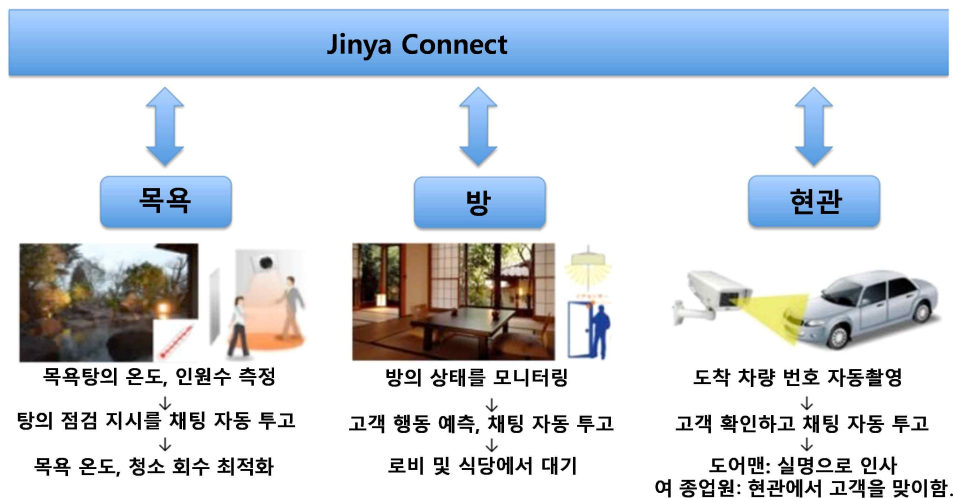 Jinya Connect
목욕
방
현관
목욕탕의 온도, 인원수 측정
방의 상태를 모니터링
도착 차량 번호 자동촬영
↓
↓
↓
탕의 점검 지시를 채팅 자동 투고
고객 행동 예측, 채팅 자동 투고
고객 확인하고 채팅 자동 투고
↓
↓
↓
목욕 온도, 청소 회수 최적화
로비 및 식당에서 대기
도어맨: 실명으로 인사
여 종업원: 현관에서 고객을 맞이함.